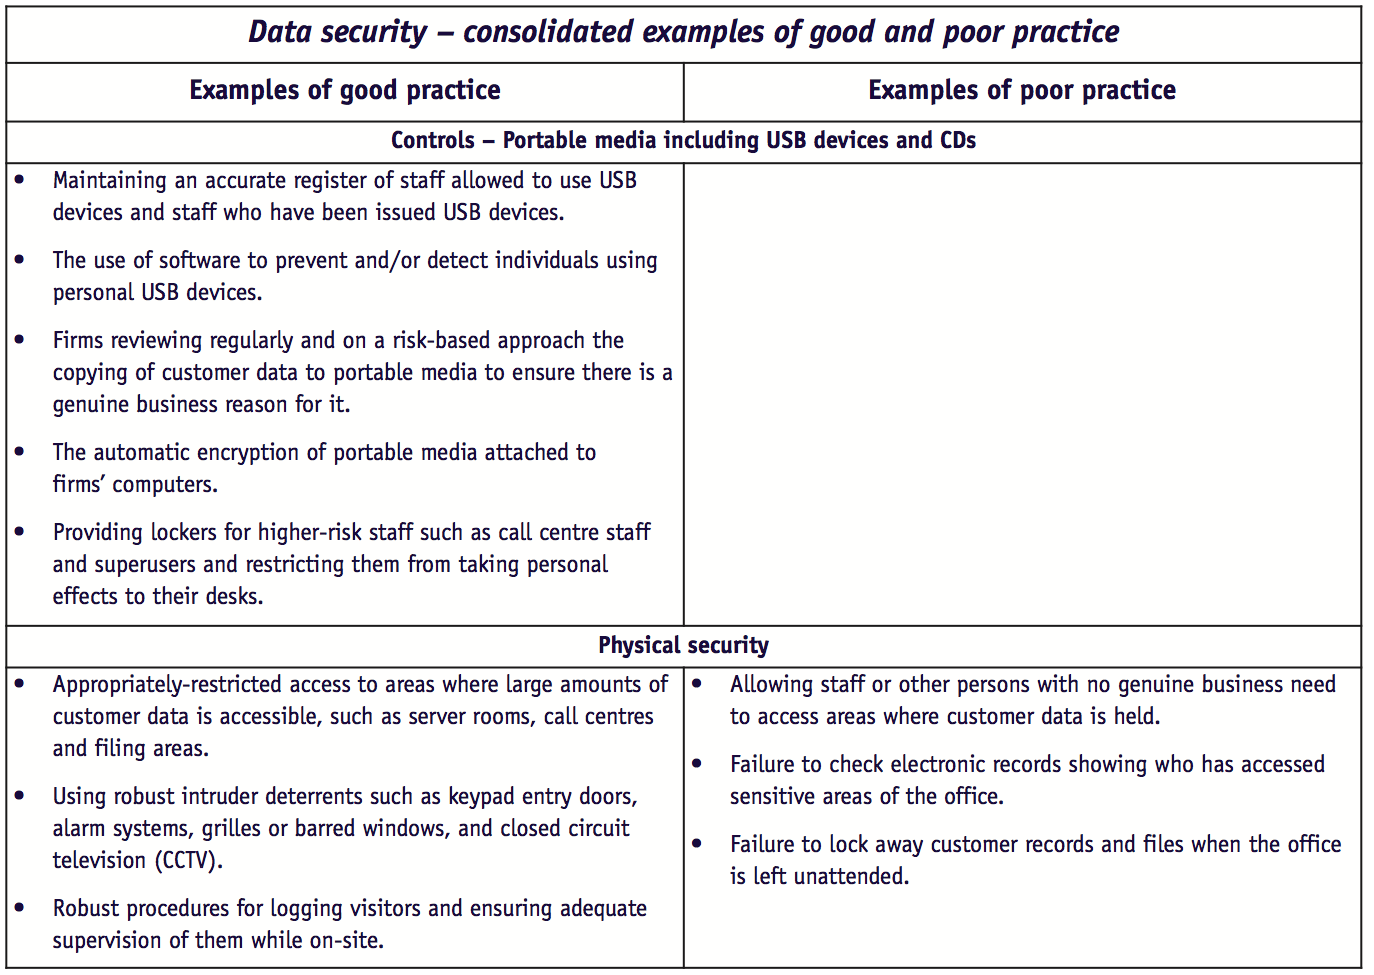 Data security – consolidated examples of good and poor practice
Examples of good practice
Examples of poor practice
Controls – Portable media including USB devices and CDs
• Maintaining an accurate register of staff allowed to use USB
devices and staff who have been issued USB devices.
• The use of software to prevent and/or detect individuals using
personal USB devices.
• Firms reviewing regularly and on a risk-based approach the
copying of customer data to portable media to ensure there is a
genuine business reason for it.
• The automatic encryption of portable media attached to
firms’ computers.
• Providing lockers for higher-risk staff such as call centre staff
and superusers and restricting them from taking personal
effects to their desks.
Physical security
• Appropriately-restricted access to areas where large amounts of
customer data is accessible, such as server rooms, call centres
and filing areas.
• Using robust intruder deterrents such as keypad entry doors,
alarm systems, grilles or barred windows, and closed circuit
television (CCTV).
• Robust procedures for logging visitors and ensuring adequate
supervision of them while on-site.
• Allowing staff or other persons with no genuine business need
to access areas where customer data is held.
• Failure to check electronic records showing who has accessed
sensitive areas of the office.
• Failure to lock away customer records and files when the office
is left unattended.